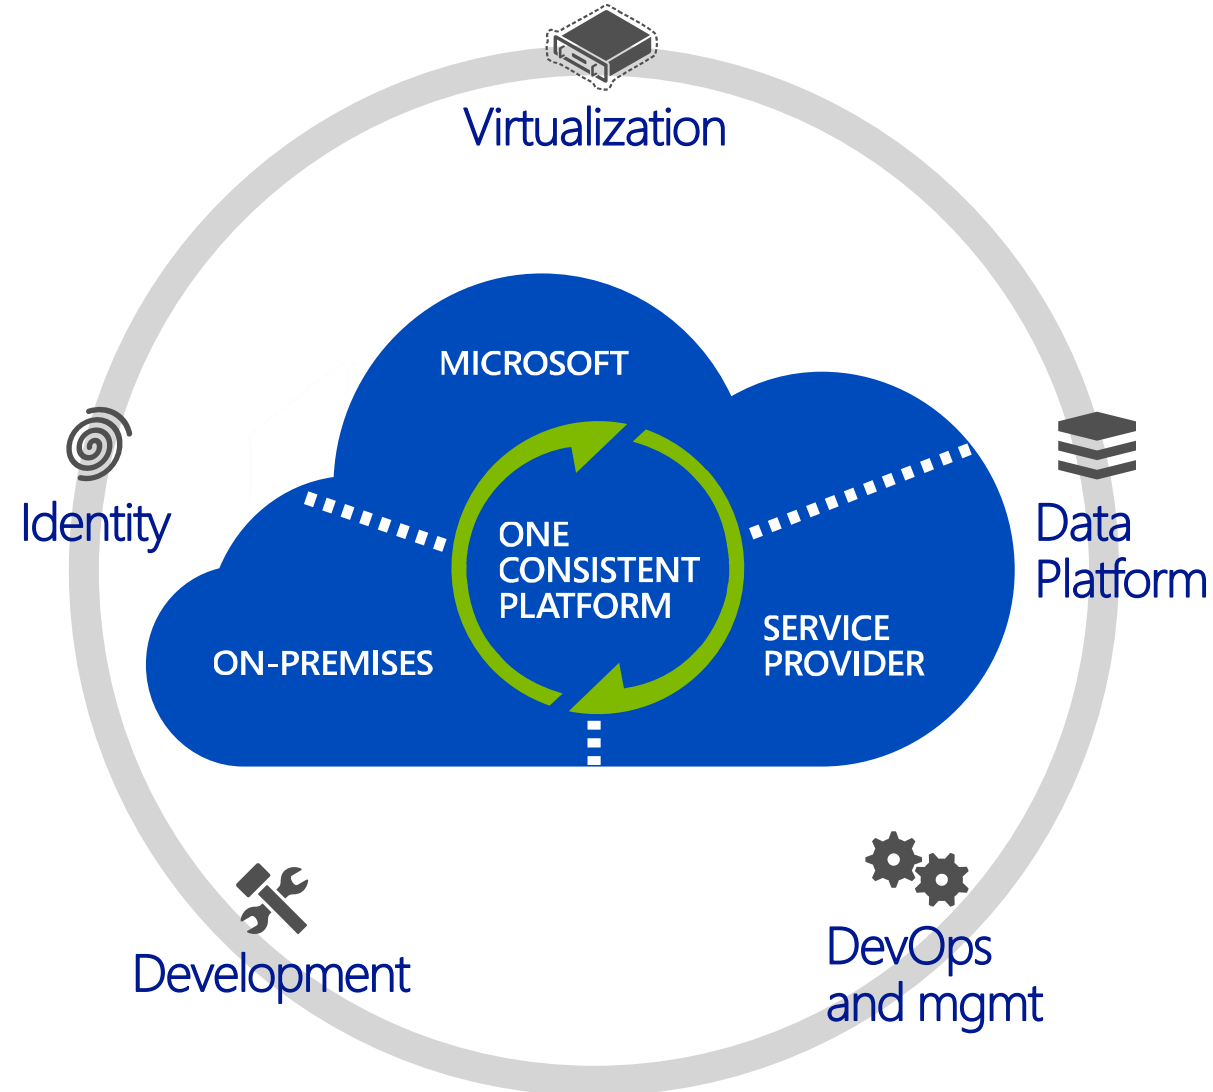 Virtualization
MICROSOFT
Identity
ONE
CONSISTENT
PLATFORM
Data
Platform
ON-PREMISES
SERVICE
PROVIDER
Development
DevOps
and mgmt